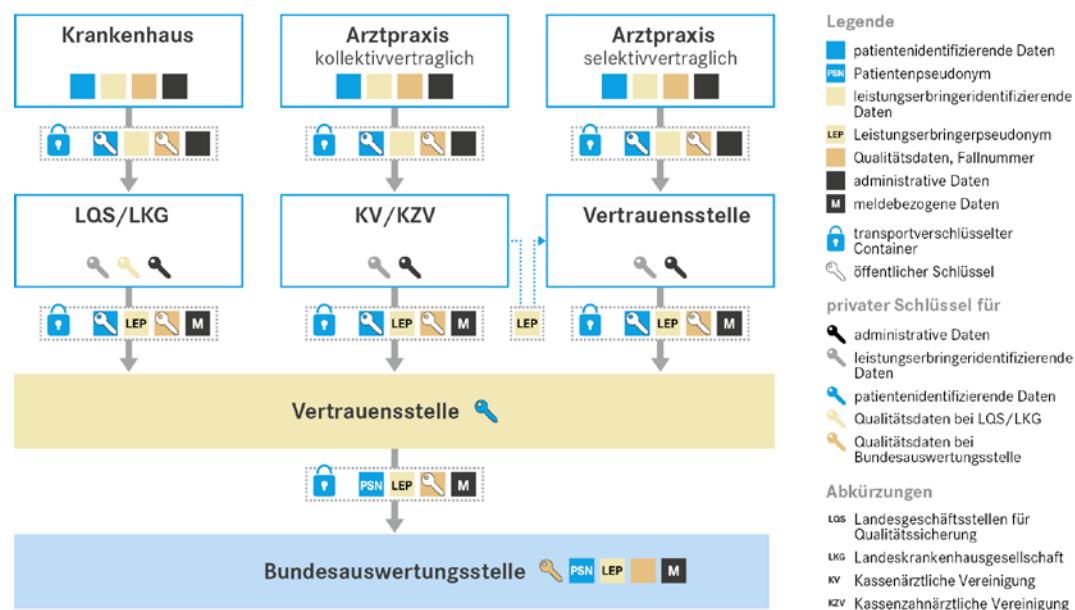 Krankenhaus
Arztpraxis
kollektivvertraglich
Arztpraxis
selektivvertraglich
LQS/LKG
KV/KZV
Vertrauensstelle
LEP
M
LEP
M
LEP
LEP
M
Vertrauensstelle
PSN
LEP
M
Bundesauswertungsstelle
PSN
LEP
M
Legende
patientenidentifizierende Daten
PSN Patientenpseudonym
leistungserbringeridentifizierende
Daten
LEP Leistungserbringerpseudonym
Qualitätsdaten, Fallnummer
administrative Daten
M meldebezogene Daten
transportverschlüsselter
Container
öffentlicher Schlüssel
privater Schlüssel für
administrative Daten
leistungserbringeridentifizierende
Daten
patientenidentifizierende Daten
Qualitätsdaten bei LQS/LKG
Qualitätsdaten bei
Bundesauswertungsstelle
Abkürzungen
LQS Landesgeschäftsstellen für
Qualitätssicherung
LKG Landeskrankenhausgesellschaft
KV Kassenärztliche Vereinigung
KZV Kassenzahnärztliche Vereinigung